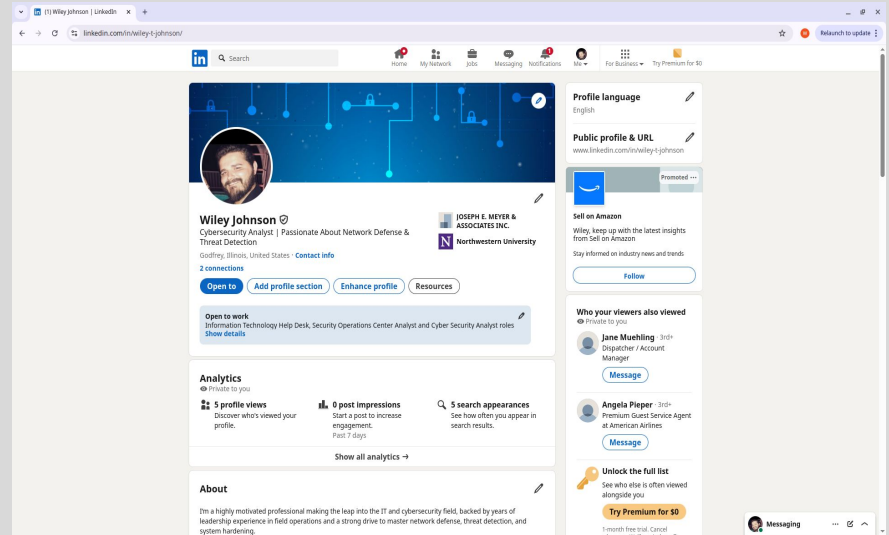 (1) Wiley Johnson | LinkedIn
linkedin.com/in/wiley-t-johnson/
Relaunch to update
in
Search
Home
My Network
Jobs
Messaging
1
Notifications
Me
For Business
Try Premium for $0
Wiley Johnson
Cybersecurity Analyst | Passionate About Network Defense &
Threat Detection
Godfrey, Illinois, United States · Contact info
2 connections
JOSEPH E. MEYER &
ASSOCIATES INC.
N
Northwestern University
Open to
Add profile section
Enhance profile
Resources
Open to work
Information Technology Help Desk, Security Operations Center Analyst and Cyber Security Analyst roles
Show details
Analytics
Private to you
5 profile views
Discover who's viewed your
profile.
0 post impressions
Start a post to increase
engagement.
Past 7 days
5 search appearances
See how often you appear in
search results.
Show all analytics →
About
I'm a highly motivated professional making the leap into the IT and cybersecurity field, backed by years of
leadership experience in field operations and a strong drive to master network defense, threat detection, and
system hardening.
Profile language
English
Public profile & URL
www.linkedin.com/in/wiley-t-johnson
Promoted
Sell on Amazon
Wiley, keep up with the latest insights
from Sell on Amazon
Stay informed on industry news and trends
Follow
Who your viewers also viewed
Private to you
Jane Muehling · 3rd+
Dispatcher / Account
Manager
Message
Angela Pieper · 3rd+
Premium Guest Service Agent
at American Airlines
Message
Unlock the full list
See who else is often viewed
alongside you
Try Premium for $0
1-month free trial. Cancel
Messaging